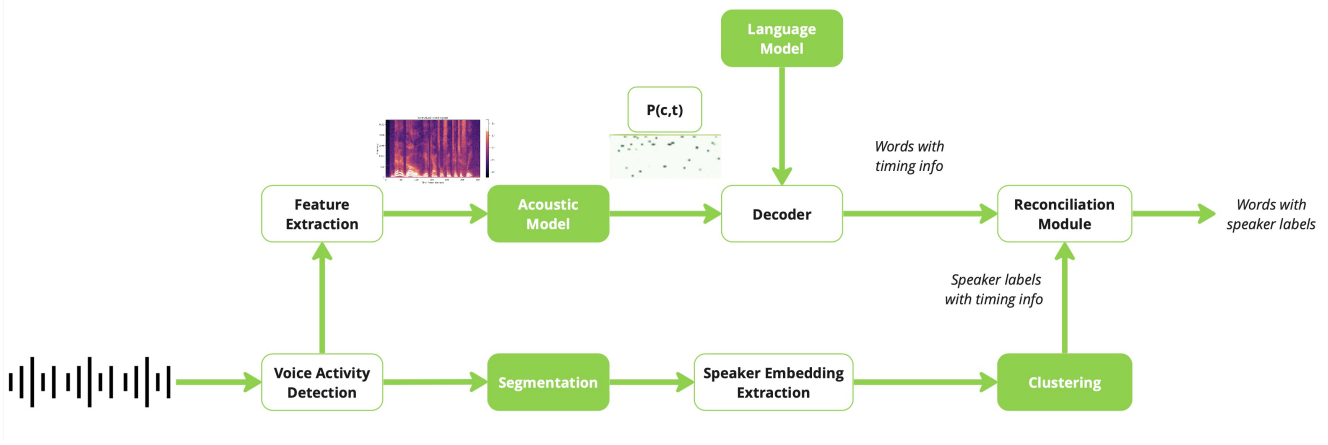 Language
Model
P(c,t)
Words with
timing info
Feature
Extraction
Acoustic
Model
Decoder
Reconciliation
Module
Words with
speaker labels
Speaker labels
with timing info
Voice Activity
Detection
Segmentation
Speaker Embedding
Extraction
Clustering